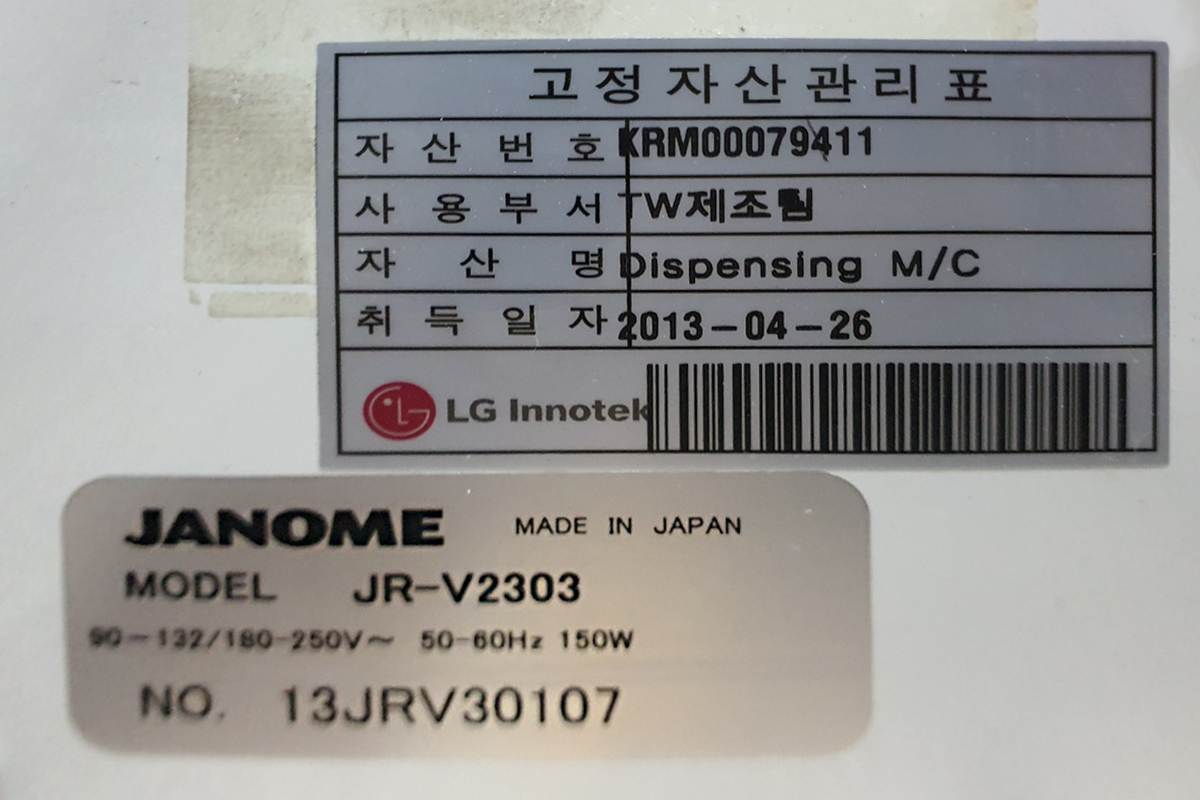 고정자산관리표
자산번호 KRM00079411
사용부서 TW제조팀
자산명 Dispensing M/C
취득일자 2013-04-26
LG Innotek
JANOME MADE IN JAPAN
MODEL JR-V2303
90-132/180-250V~ 50-60Hz 150W
NO. 13JRV30107